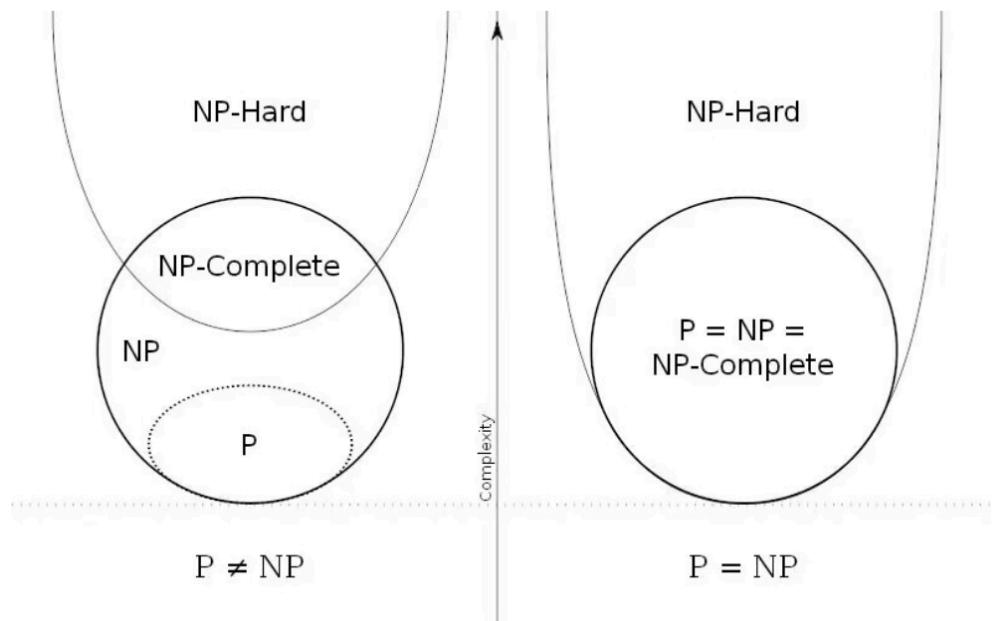 NP-Hard
NP-Complete
NP
P
P ≠ NP
Complexity
NP-Hard
P = NP =
NP-Complete
P = NP